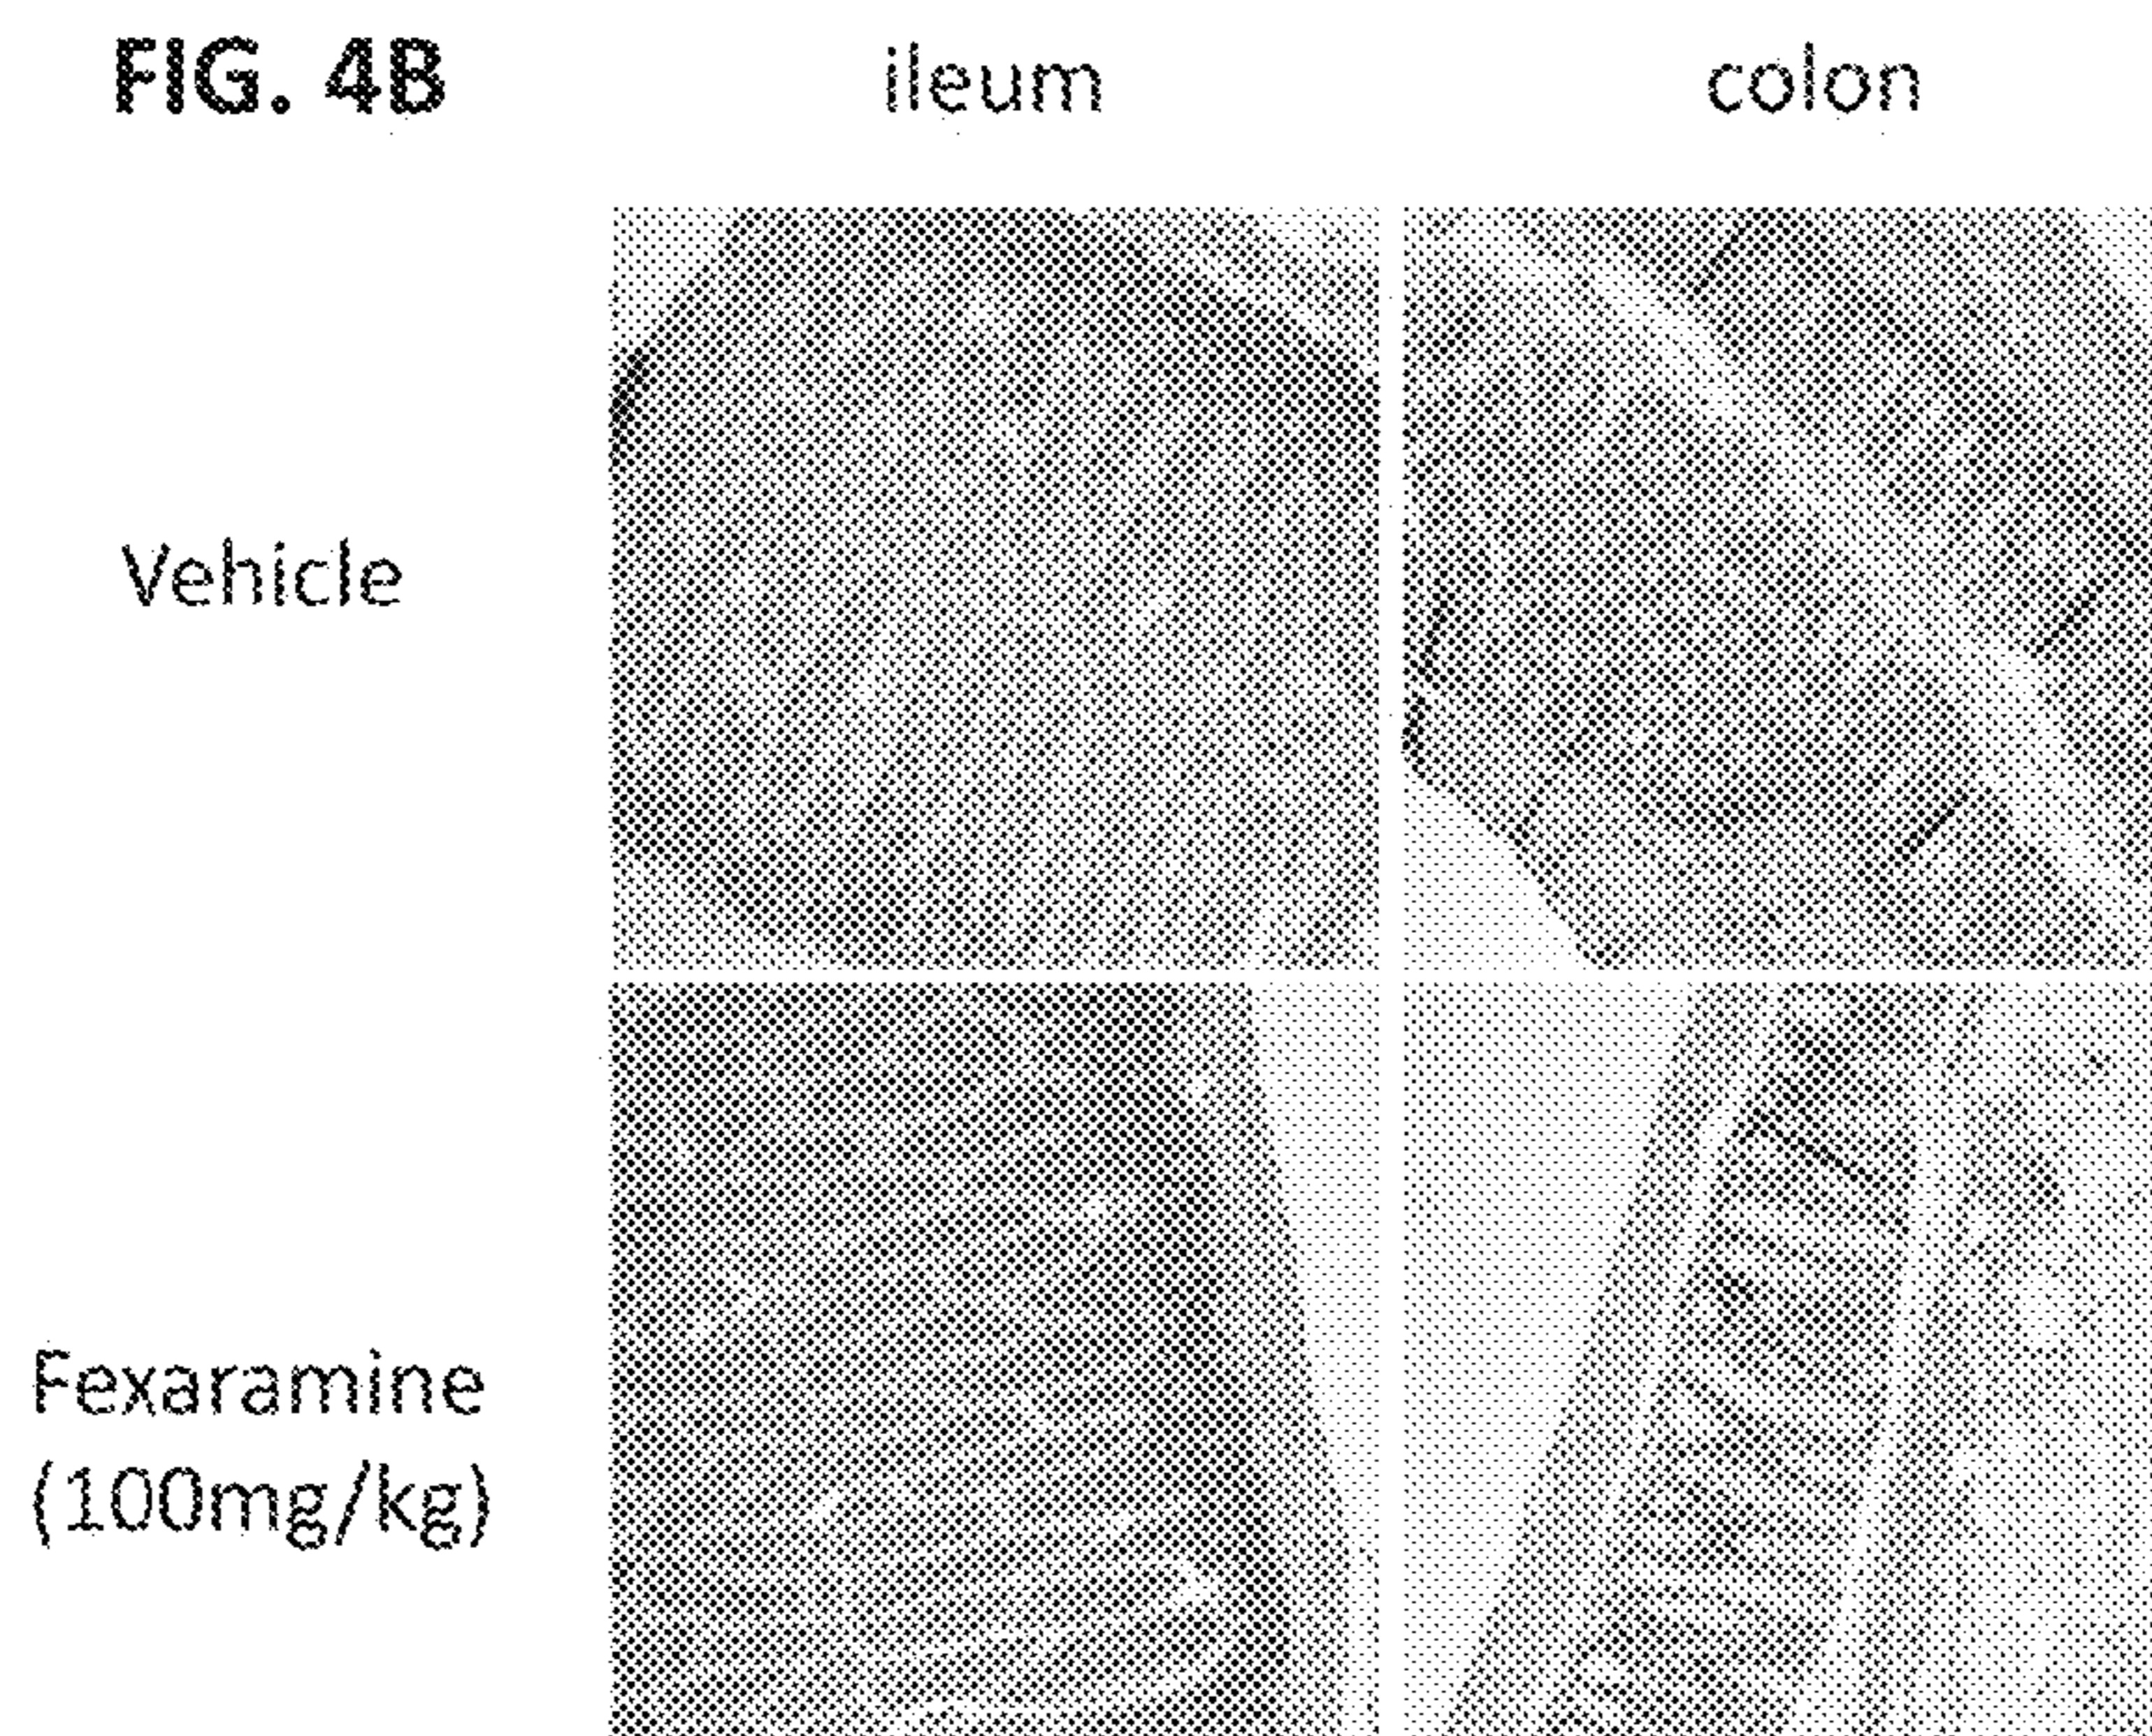 FIG. 4B
ileum
colon
Vehicle
Fexaramine
(100mg/kg)